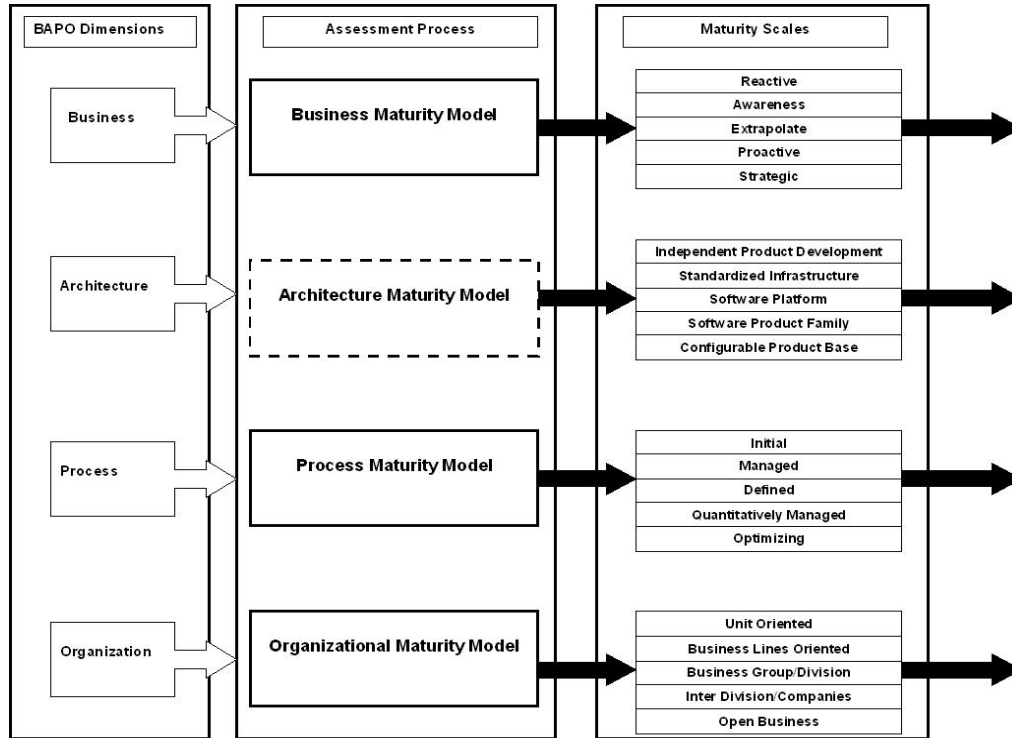 BAPO Dimensions
Assessment Process
Maturity Scales
Business
Business Maturity Model
Reactive
Awareness
Extrapolate
Proactive
Strategic
Architecture
Architecture Maturity Model
Independent Product Development
Standardized Infrastructure
Software Platform
Software Product Family
Configurable Product Base
Process
Process Maturity Model
Initial
Managed
Defined
Quantitatively Managed
Optimizing
Organization
Organizational Maturity Model
Unit Oriented
Business Lines Oriented
Business Group/Division
Inter Division/Companies
Open Business